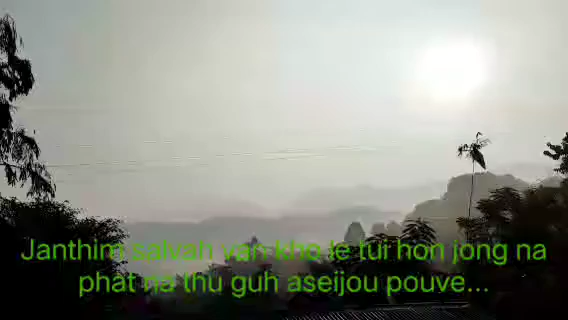 Janthim salvah van kho le tui hon jong na
phat na thu guh aseijou pouve...